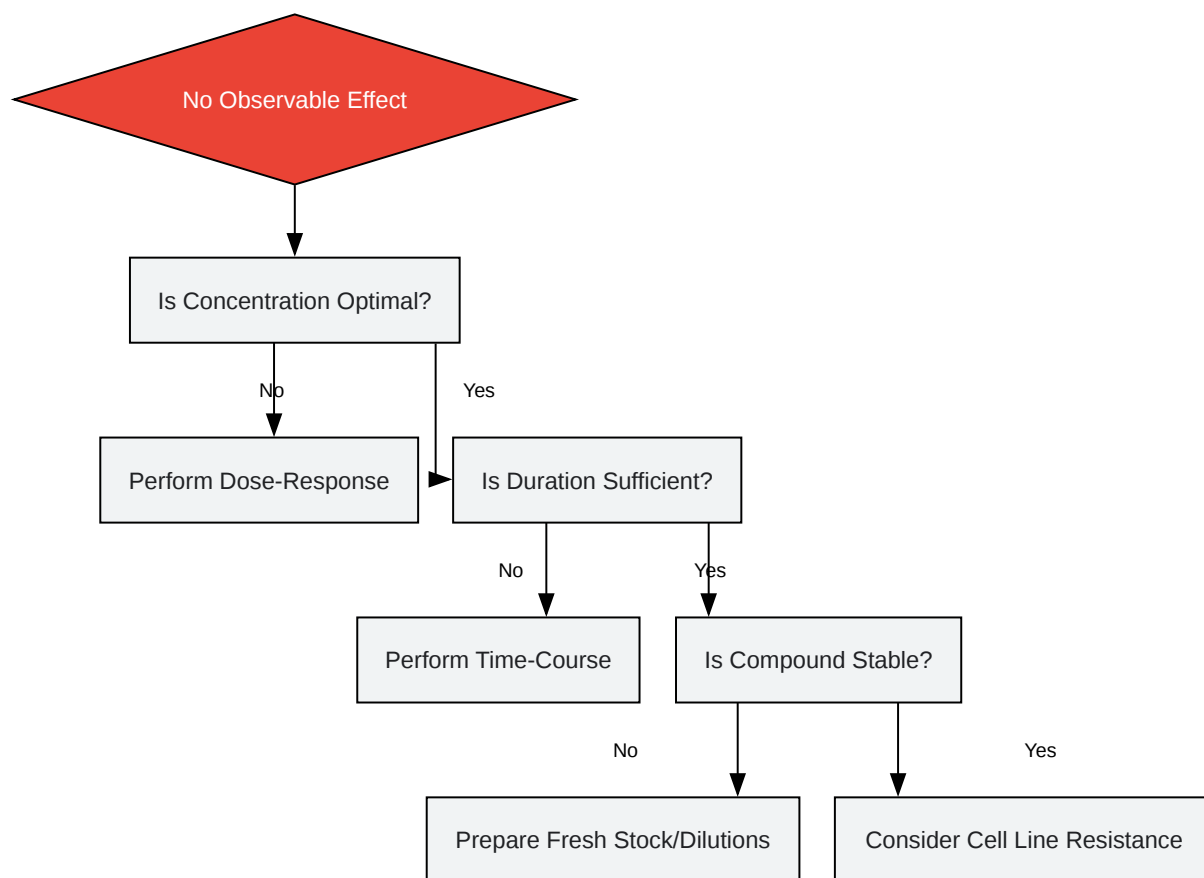 No Observable Effect
Is Concentration Optimal?
No
Yes
Perform Dose-Response
Is Duration Sufficient?
No
Yes
Perform Time-Course
Is Compound Stable?
No
Yes
Prepare Fresh Stock/Dilutions
Consider Cell Line Resistance